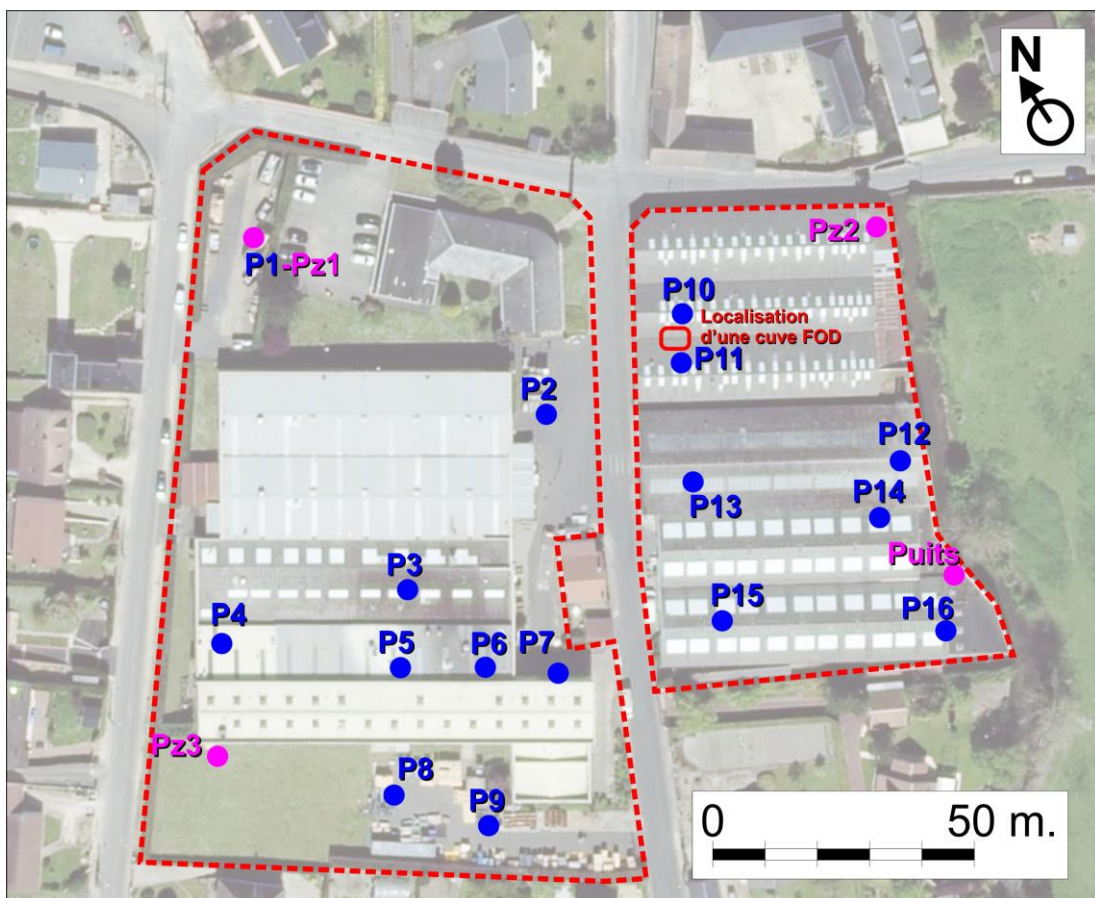 N
Pz2
P1-Pz1
P10
Localisation
d'une cuve FOD
P11
P2
P12
P13
P14
Puits
P3
P15
P16
P4
P5
P6
P7
Pz3
P8
P9
0
50 m.